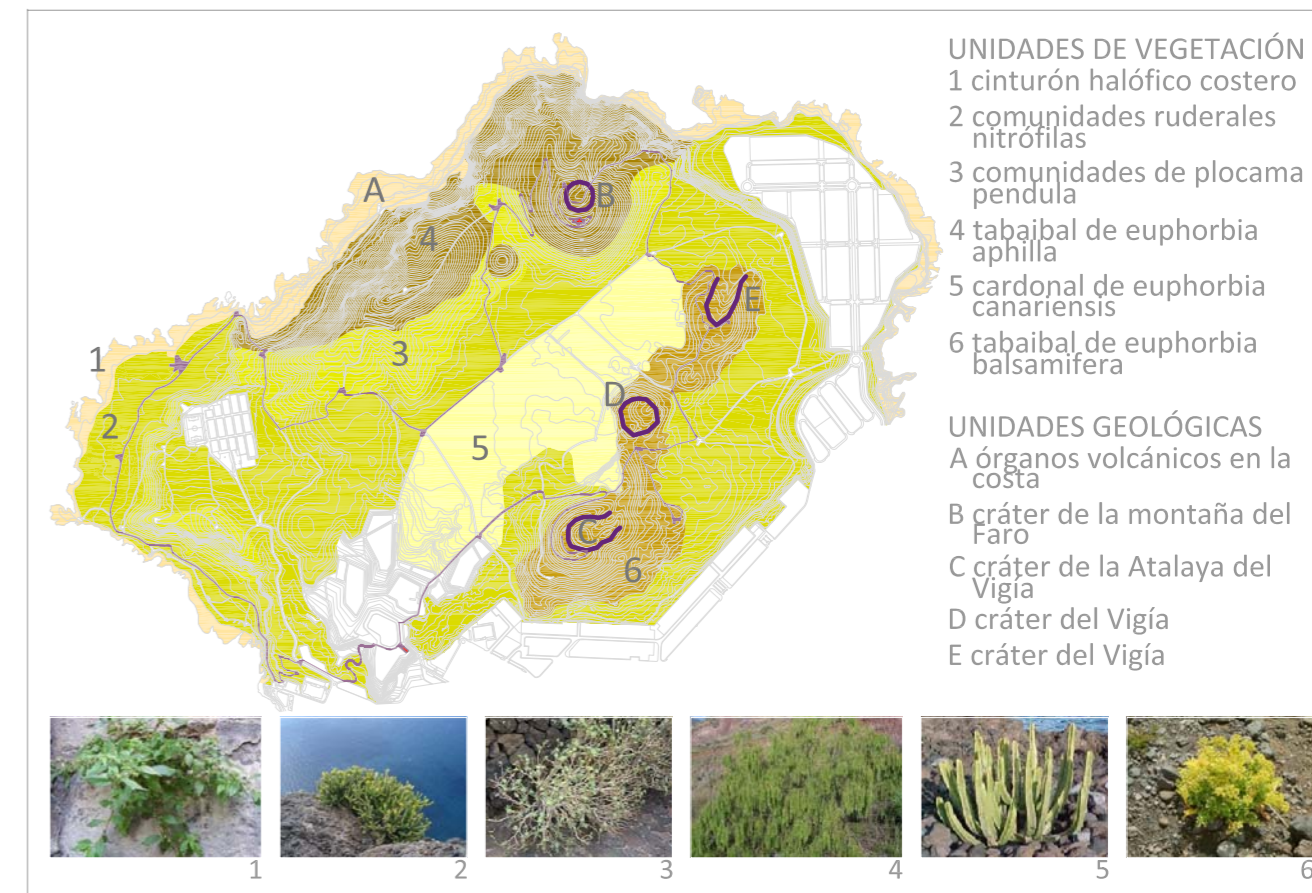 UNIDADES DE VEGETACIÓN
1 cinturón halófico costero
2 comunidades ruderales
nitrófilas
3 comunidades de plocama
pendula
4 tabaibal de euphorbia
aphilla
5 cardonal de euphorbia
canariensis
6 tabaibal de euphorbia
balsamifera
UNIDADES GEOLÓGICAS
A órganos volcánicos en la
costa
B cráter de la montaña del
Faro
C cráter de la Atalaya del
Vigía
D cráter del Vigía
E cráter del Vigía
A
B
4
E
3
1
D
2
5
C
6
1
2
3
4
5
6